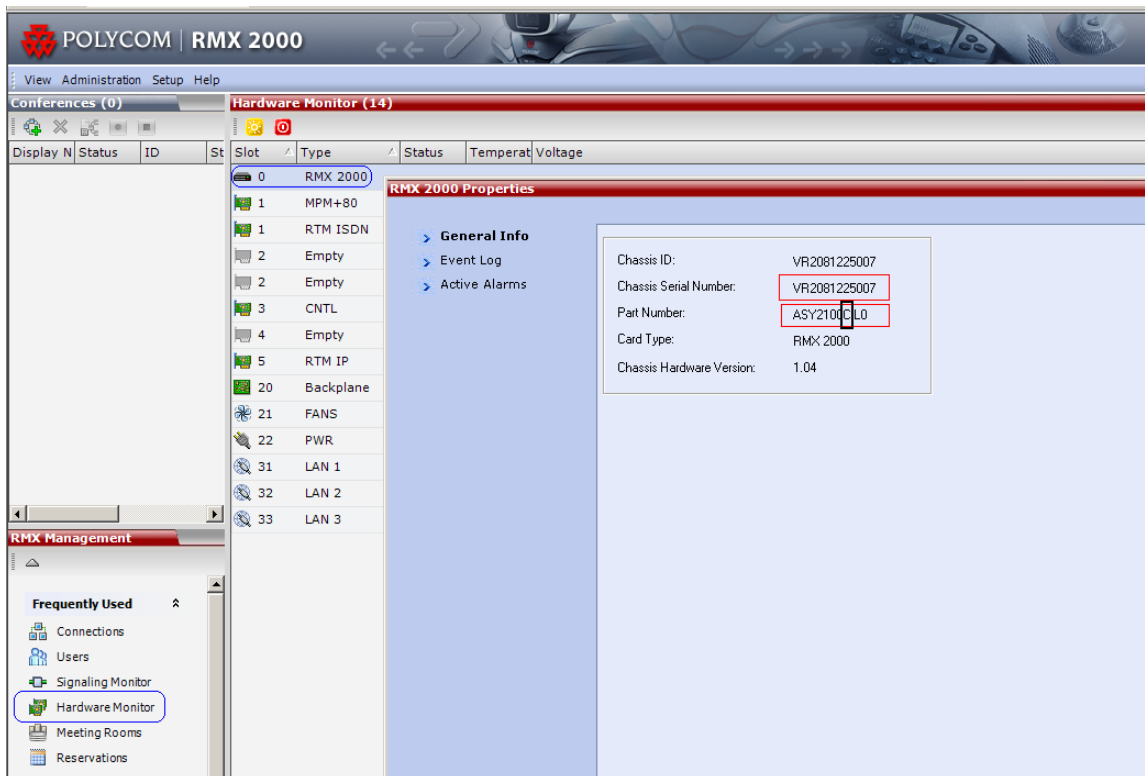 POLYCOM | RMX 2000
View Administration Setup Help
Conferences (0)
Display N Status ID St
Hardware Monitor (14)
Slot Type Status Temperat Voltage
0 RMX 2000
1 MPM+80
1 RTM ISDN
2 Empty
2 Empty
3 CNTL
4 Empty
5 RTM IP
20 Backplane
21 FANS
22 PWR
31 LAN 1
32 LAN 2
33 LAN 3
RMX 2000 Properties
General Info
Event Log
Active Alarms
Chassis ID: VR2081225007
Chassis Serial Number: VR2081225007
Part Number: ASY2100C L0
Card Type: RMX 2000
Chassis Hardware Version: 1.04
RMX Management
Frequently Used
Connections
Users
Signaling Monitor
Hardware Monitor
Meeting Rooms
Reservations